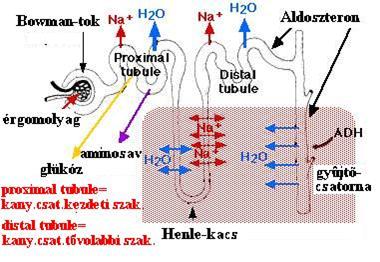 Bowman-tok
Na+
H2O
Na+
H2O
Aldoszteron
Proximal
tubule
Distal
tubule
érgomolyag
glükóz
aminosav
H2O
Na+
Na+
H2O
ADH
gyűjtő-
csatorna
proximal tubule=
kany.csat.kezdeti szak.
distal tubule=
kany.csat.távolabbi szak.
Henle-kacs